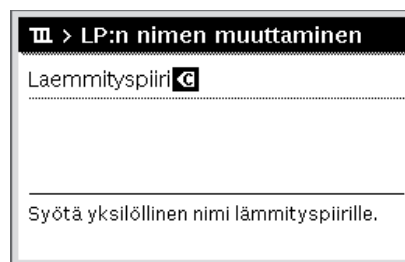 > LP:n nimen muuttaminen
Laemmityspiiri C
Syötä yksilöllinen nimi lämmityspiirille.